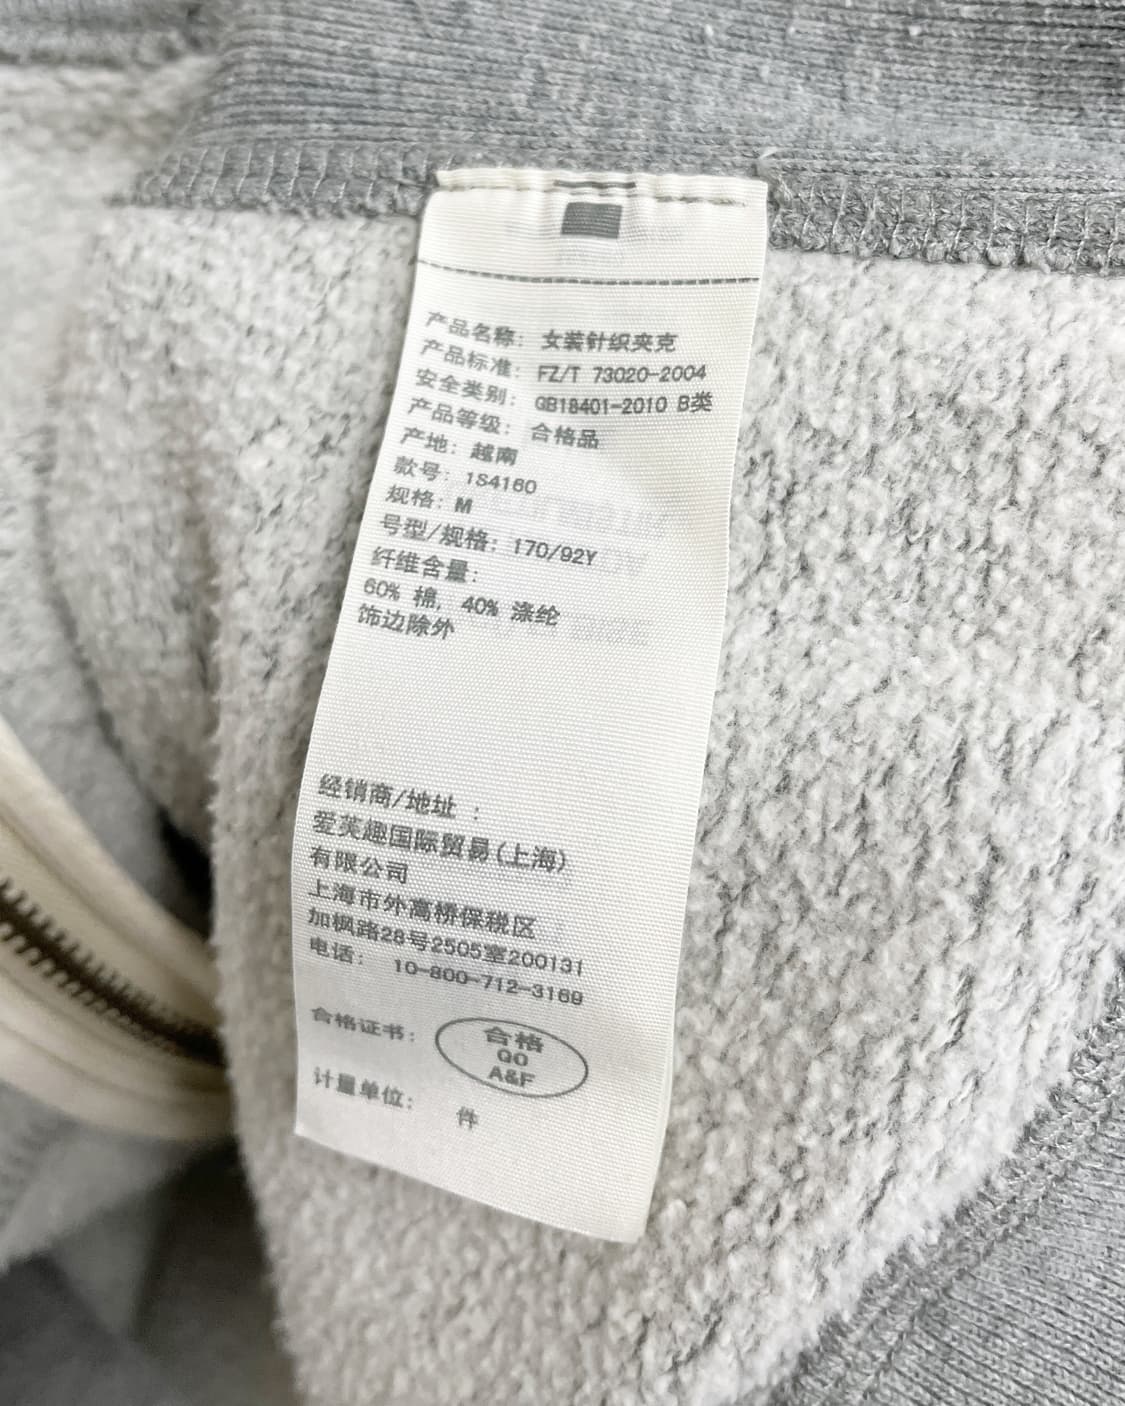 产品名称: 女装针织夹克
产品标准: FZ/T 73020-2004
安全类别: GB18401-2010 B类
产品等级: 合格品
产地: 越南
款号: 1S4160
规格: M
号型/规格: 170/92Y
纤维含量:
60% 棉, 40% 涤纶
饰边除外
经销商/地址 :
爱芙趣国际贸易(上海)
有限公司
上海市外高桥保税区
加枫路28号2505室200131
电话: 10-800-712-3169
合格证书: 合格
QO
A&F
计量单位: 件